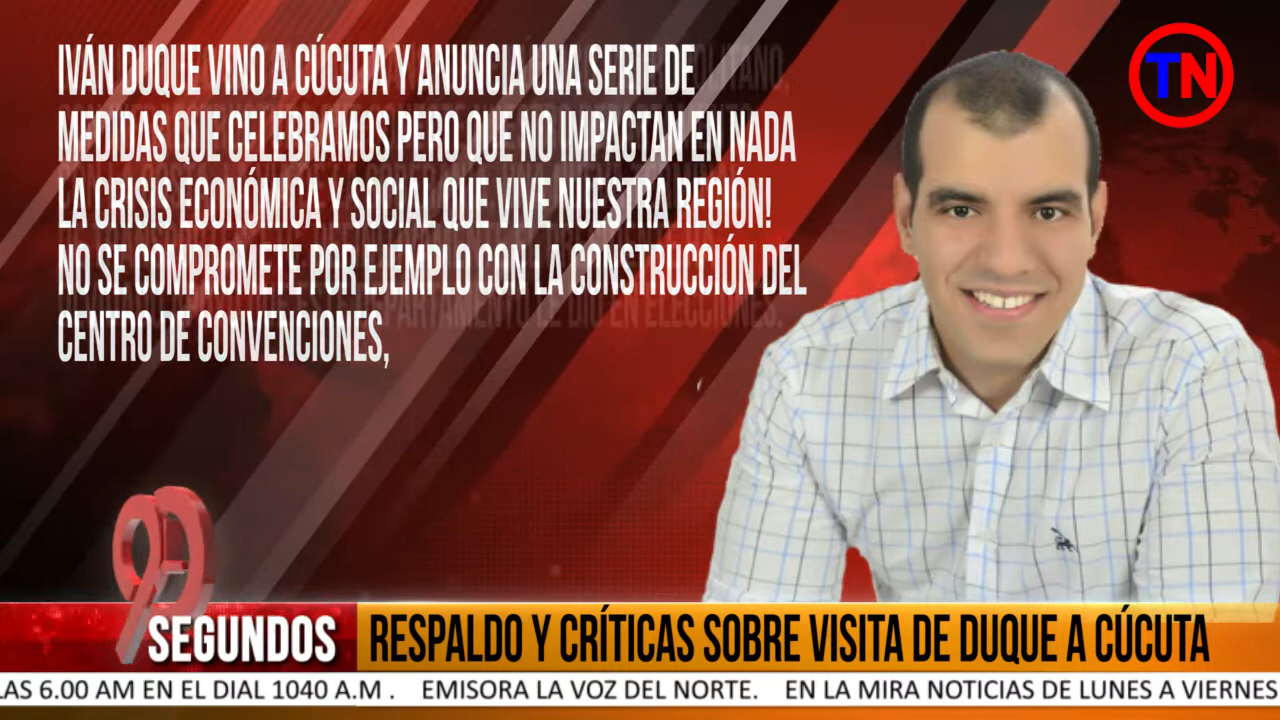 IVÁN DUQUE VINO A CÚCUTA Y ANUNCIA UNA SERIE DE
MEDIDAS QUE CELEBRAMOS PERO QUE NO IMPACTAN EN NADA
LA CRISIS ECONÓMICA Y SOCIAL QUE VIVE NUESTRA REGIÓN!
NO SE COMPROMETE POR EJEMPLO CON LA CONSTRUCCIÓN DEL
CENTRO DE CONVENCIONES,
TN
90
SEGUNDOS
RESPALDO Y CRÍTICAS SOBRE VISITA DE DUQUE A CÚCUTA
LAS 6.00 AM EN EL DIAL 1040 A.M . EMISORA LA VOZ DEL NORTE. EN LA MIRA NOTICIAS DE LUNES A VIERNES